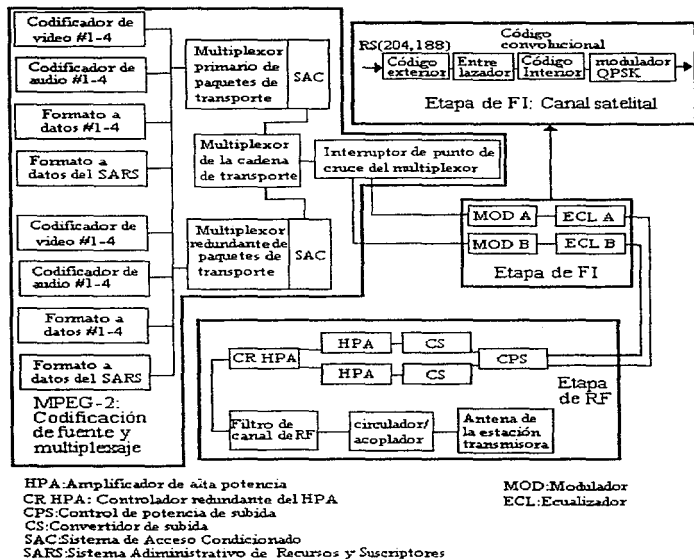 Codificador de
video #1-4
Codificador de
audio #1-4
Formato a
datos #1-4
Formato a
datos del SARS
Codificador de
video #1-4
Codificador de
audio #1-4
Formato a
datos #1-4
Formato a
datos del SARS
MPEG-2:
Codificación
de fuente y
multiplexaje
Multiplexor
primario de
paquetes de
transporte
SAC
Multiplexor
de la cadena
de transporte
Multiplexor
redundante de
paquetes de
transporte
SAC
Interruptor de punto de
cruce del multiplexor
RS(204,188)
Código
convolucional
Código
exterior
Entre
lazador
Código
Interior
modulador
QPSK
Etapa de FI: Canal satelital
MOD A
ECL A
MOD B
ECL B
Etapa de FI
HPA
CS
CR HPA
CPS
HPA
CS
Etapa
de RF
Filtro de
canal de RF
circulador/
acoplador
Antena de
la estación
transmisora
HPA:Amplificador de alta potencia
CR HPA: Controlador redundante del HPA
CPS:Control de potencia de subida
CS:Convertidor de subida
SAC:Sistema de Acceso Condicionado
SARS:Sistema Adiministrativo de Recursos y Suscriptores
MOD:Modulador
ECL:Ecualizador